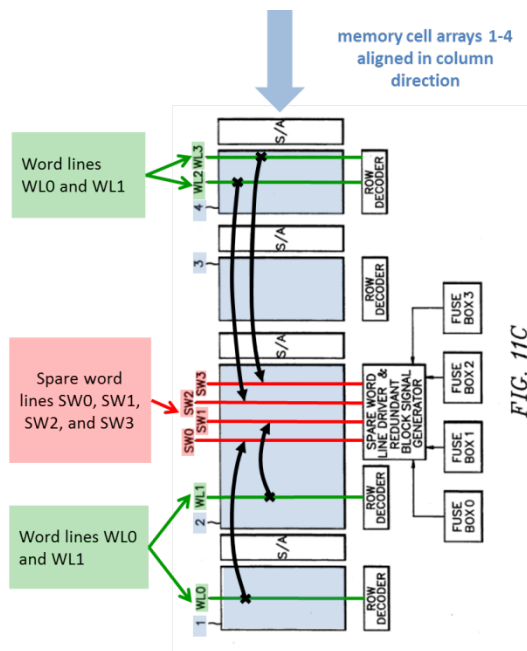 memory cell arrays 1-4
aligned in column
direction
S/A
Word lines
WL0 and WL1
WL3
WL2
4
ROW
DECODER
S/A
3
ROW
DECODER
S/A
Spare word
lines SW0, SW1,
SW2, and SW3
SW3
SW2
SW1
SW0
SPARE WORD
LINE DRIVER &
REDUNDANT
BLOCK SIGNAL
GENERATOR
FUSE
BOX3
FUSE
BOX2
FUSE
BOX1
FUSE
BOX0
FIG. 11C
WL1
2
ROW
DECODER
Word lines WL0
and WL1
S/A
WL0
1
ROW
DECODER